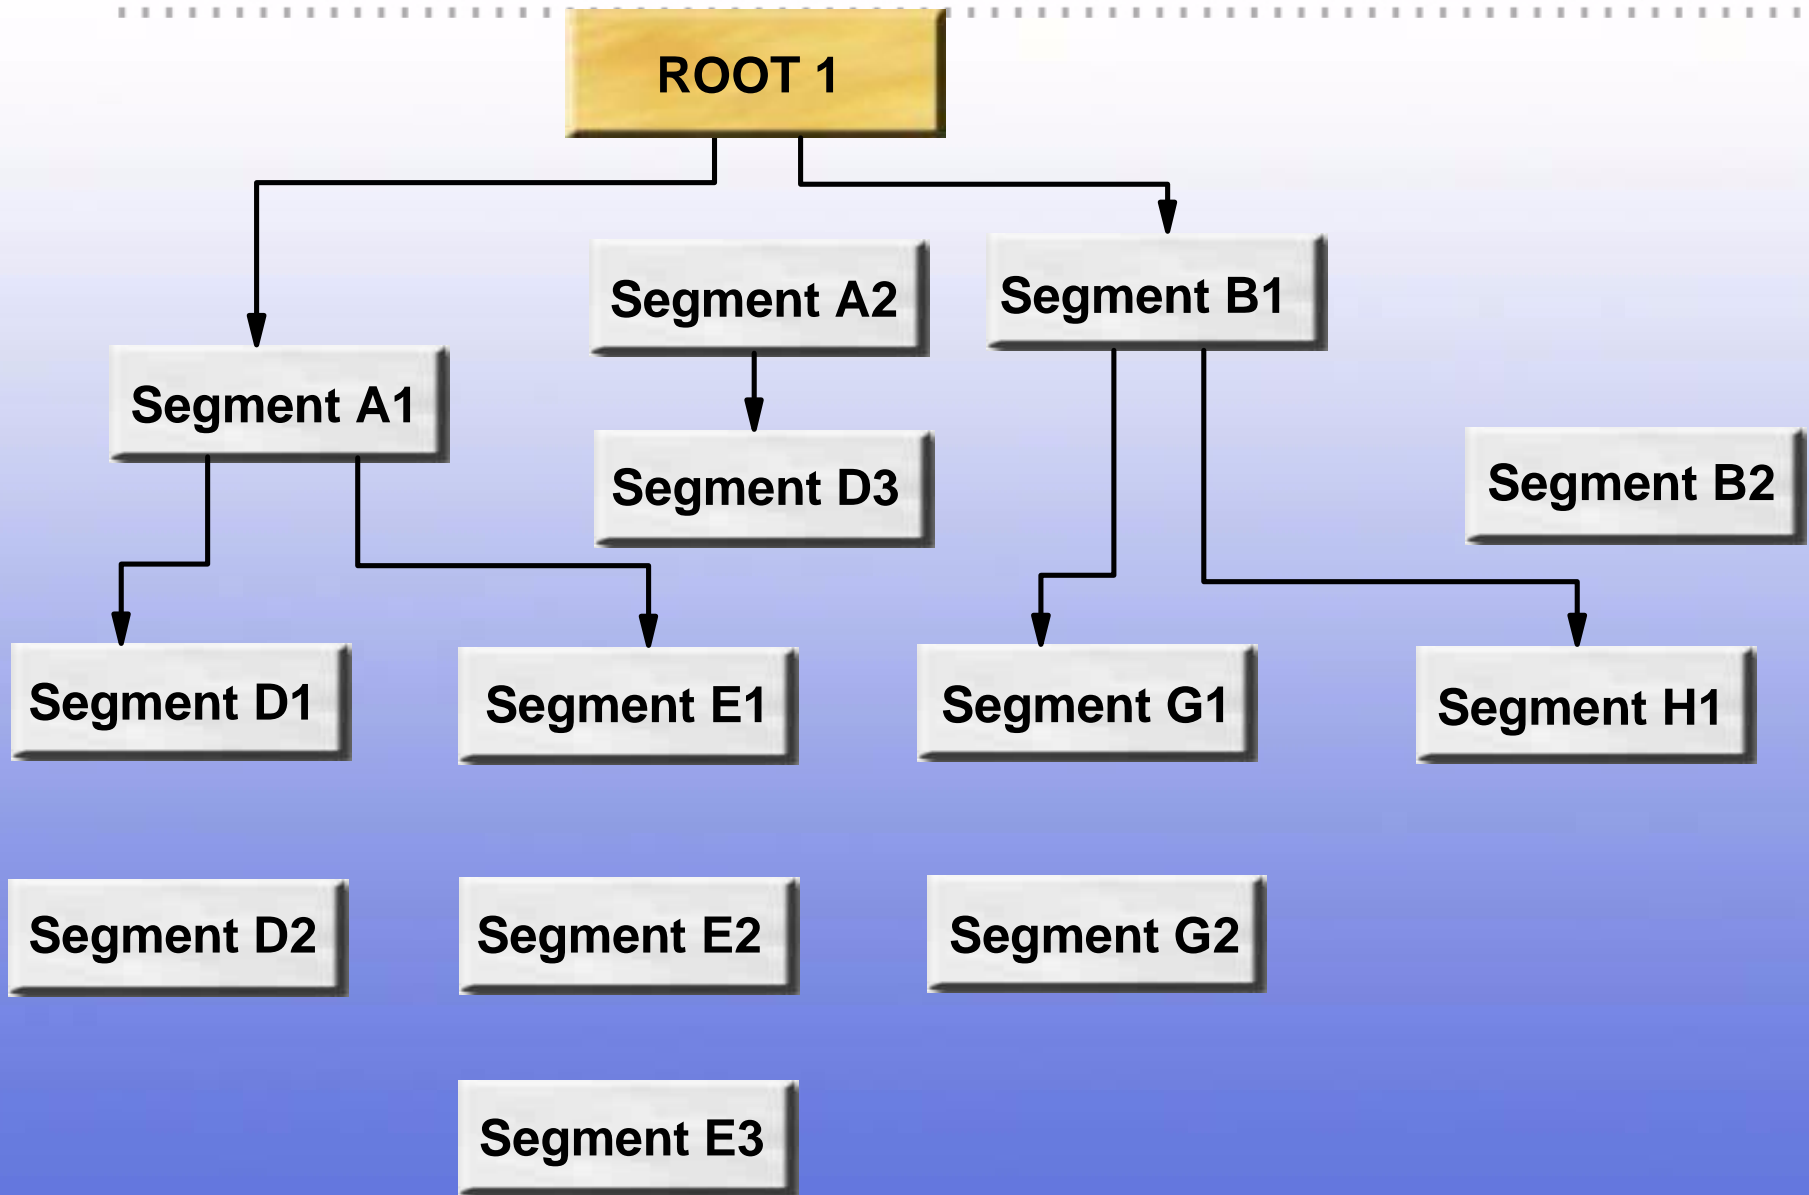 ROOT 1
Segment A2
Segment B1
Segment A1
Segment D3
Segment B2
Segment D1
Segment E1
Segment G1
Segment H1
Segment D2
Segment E2
Segment G2
Segment E3